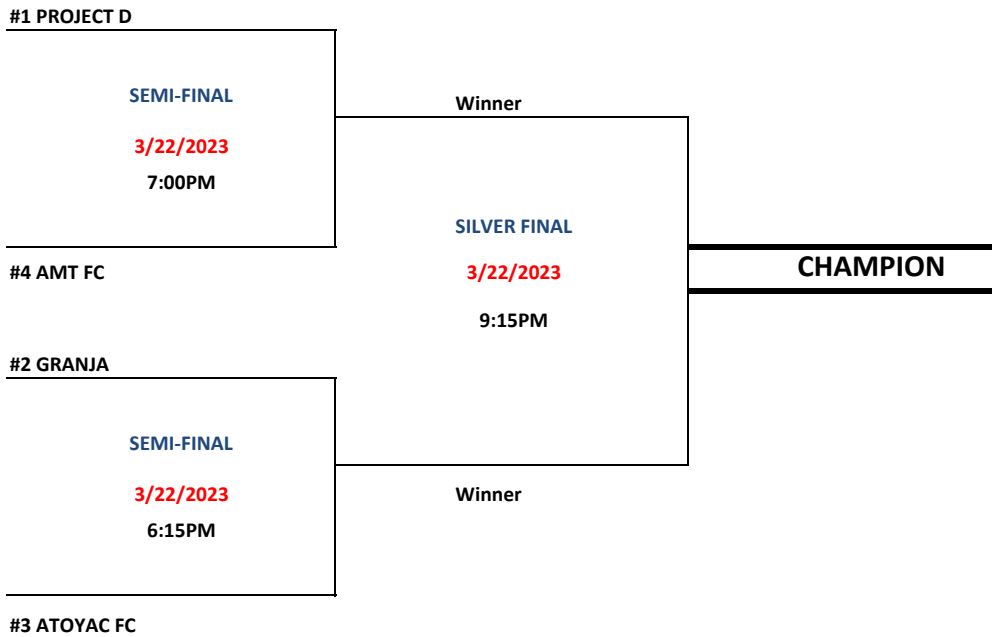 #1 PROJECT D
SEMI-FINAL
3/22/2023
7:00PM
#4 AMT FC
Winner
SILVER FINAL
3/22/2023
9:15PM
CHAMPION
#2 GRANJA
SEMI-FINAL
3/22/2023
6:15PM
#3 ATOYAC FC
Winner